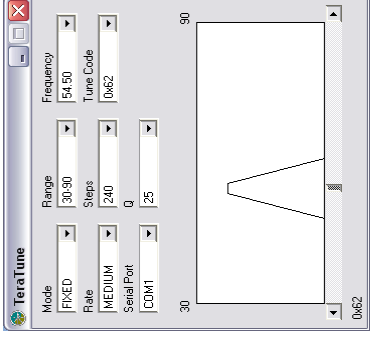 TeraTune
Mode Range Frequency
FIXED 30-90 54.50
Rate Steps Tune Code
MEDIUM 240 0x62
Serial Port Q
COM1 25
30 90
0x62